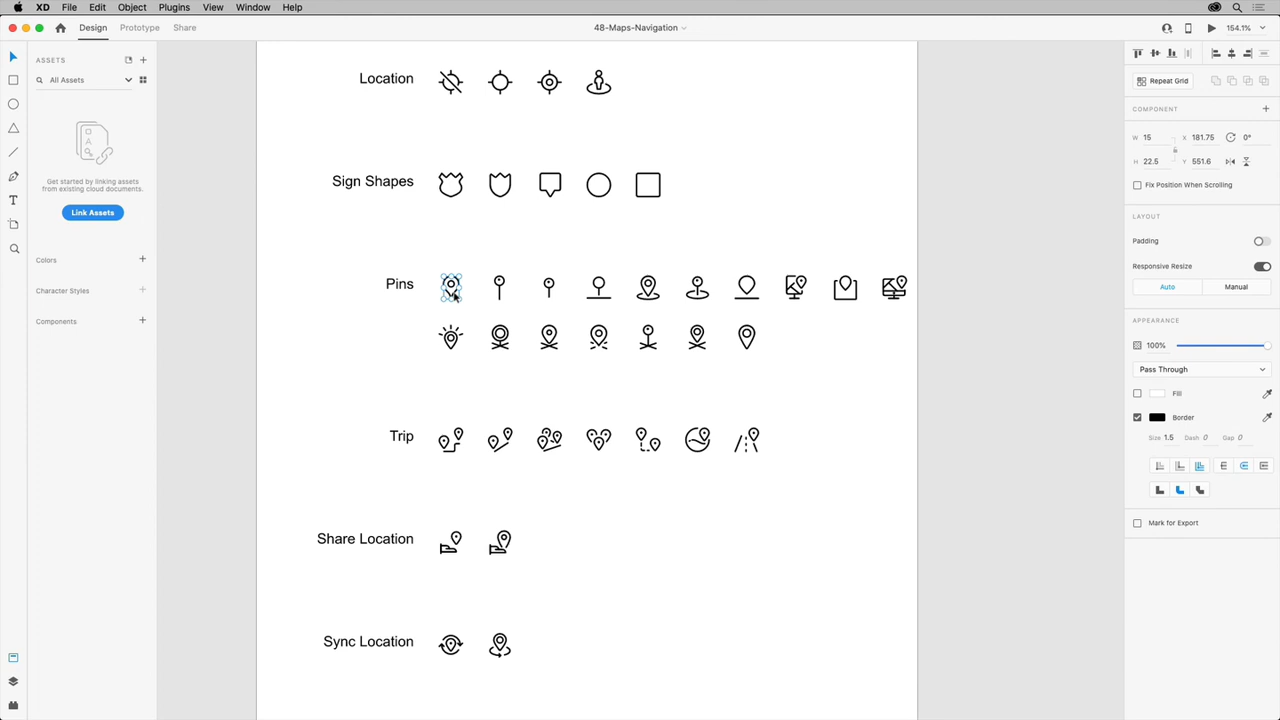 XD File Edit Object Plugins View Window Help
Design Prototype Share 48-Maps-Navigation 154.1%
ASSETS
All Assets
Get started by linking assets
from existing cloud documents.
Link Assets
Colors
Character Styles
Components
Location
Sign Shapes
Pins
Trip
Share Location
Sync Location
Repeat Grid
COMPONENT
W 15 X 181.75 0°
H 22.5 Y 551.6
Fix Position When Scrolling
LAYOUT
Padding
Responsive Resize
Auto Manual
APPEARANCE
100%
Pass Through
Fill
Border
Size 1.5 Dash 0 Gap 0
Mark for Export